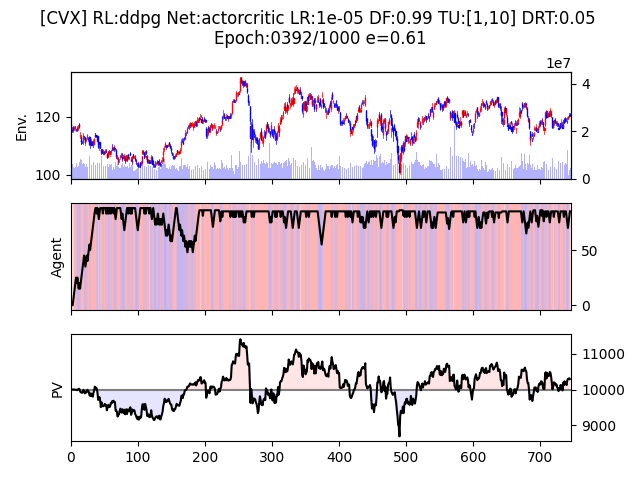 [CVX] RL:ddpg Net:actorcritic LR:1e-05 DF:0.99 TU:[1,10] DRT:0.05
Epoch:0392/1000 e=0.61
1e7
Env.
120
100
4
2
0
Agent
50
0
PV
11000
10000
9000
0 100 200 300 400 500 600 700